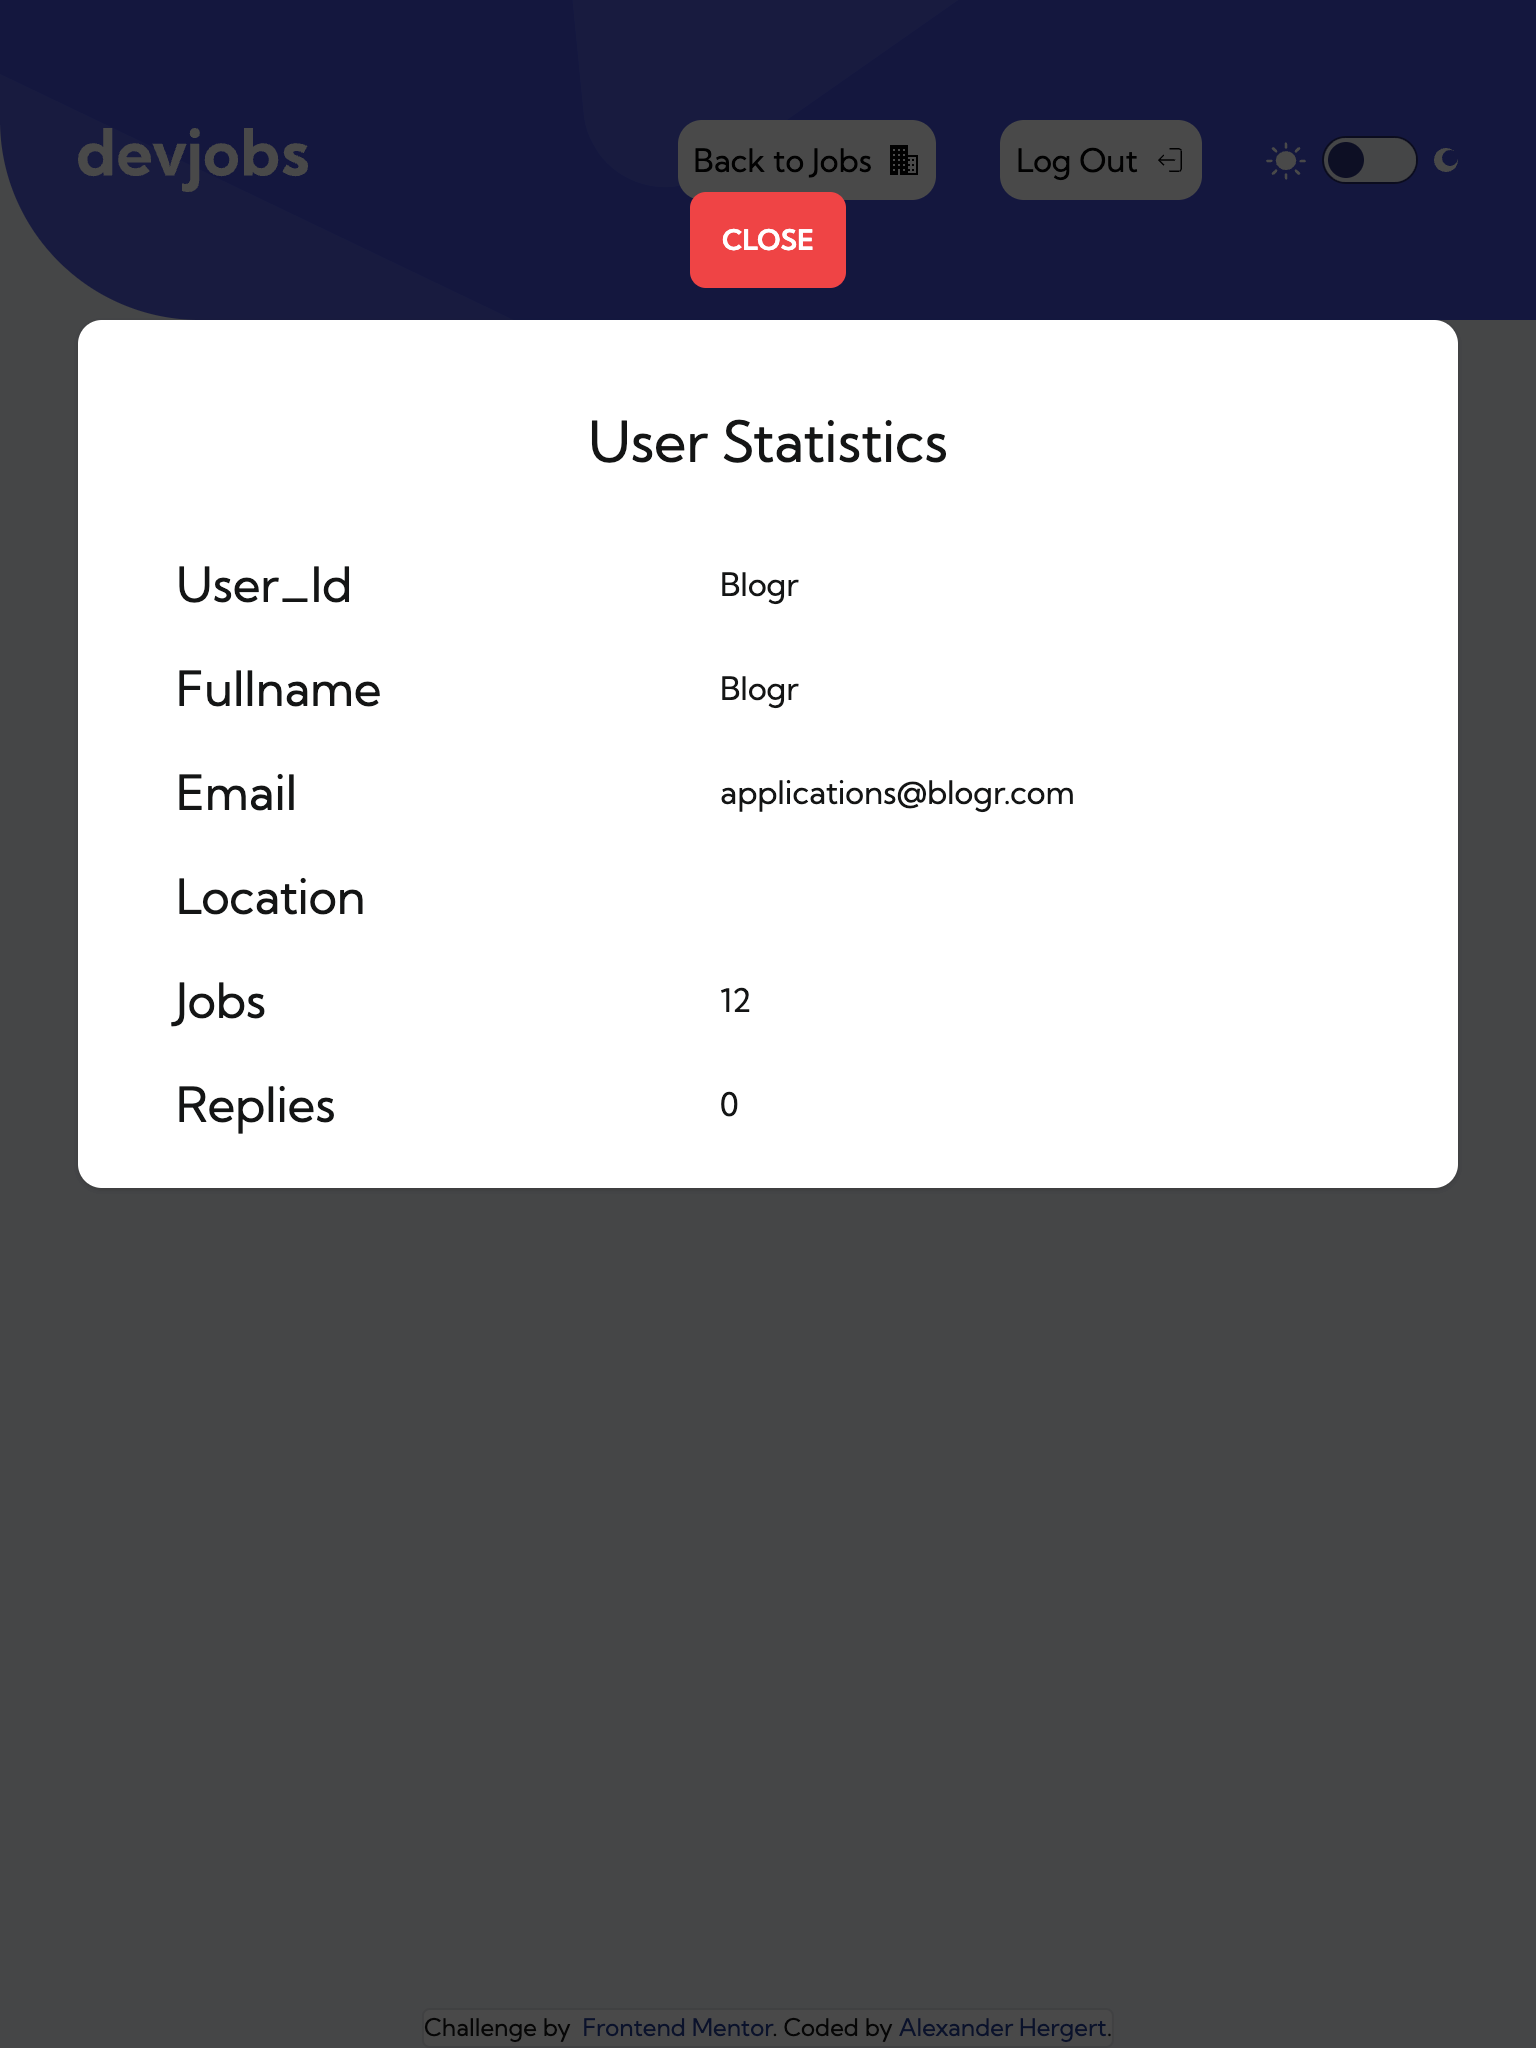 devjobs
Back to Jobs
Log Out
CLOSE
User Statistics
User_Id Blogr
Fullname Blogr
Email applications@blogr.com
Location
Jobs 12
Replies 0
Challenge by Frontend Mentor. Coded by Alexander Hergert.